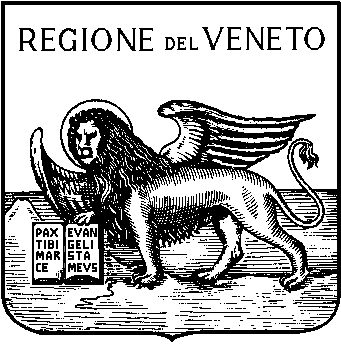 REGIONE DEL VENETO
PAX
TIBI
MAR
CE
EVAN
GELI
STA
MEVS